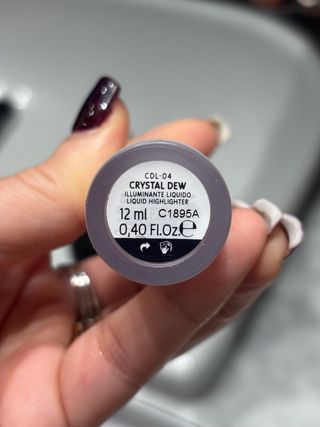 CDL-04
CRYSTAL DEW
ILLUMINANTE LIQUIDO
LIQUID HIGHLIGHTER
12 ml C1895A
0,40 Fl.Oz. ℮